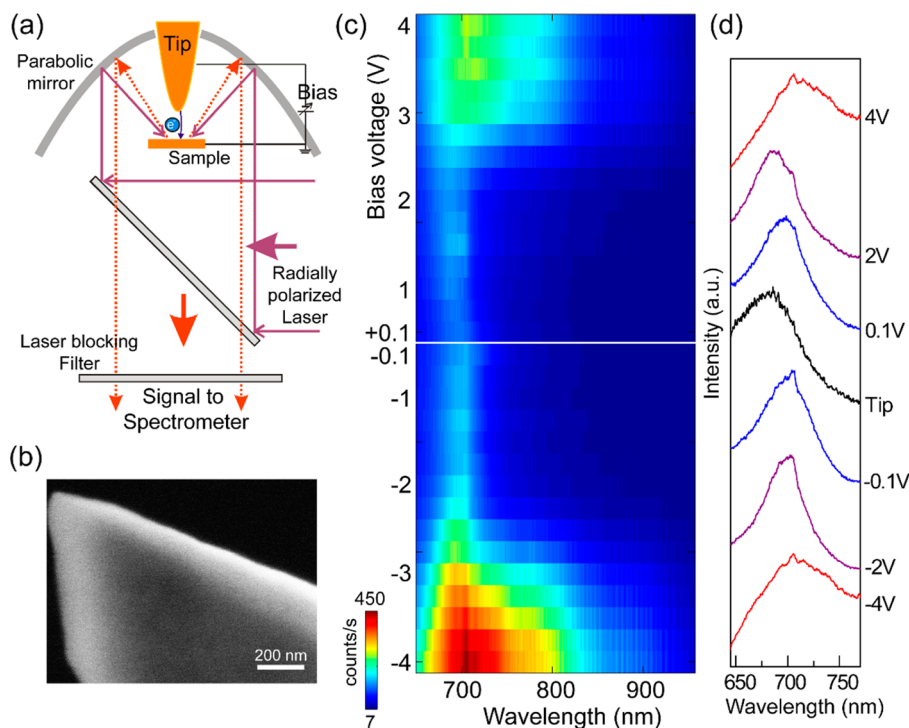 (a)
Tip
Parabolic
mirror
Bias
e
Sample
Radially
polarized
Laser
Laser blocking
Filter
Signal to
Spectrometer
(b)
200 nm
(c)
Bias voltage (V)
4
3
2
1
+0.1
-0.1
-1
-2
-3
-4
450
counts/s
7
700
800
900
Wavelength (nm)
(d)
Intensity (a.u.)
4V
2V
0.1V
Tip
-0.1V
-2V
-4V
650
700
750
Wavelength (nm)